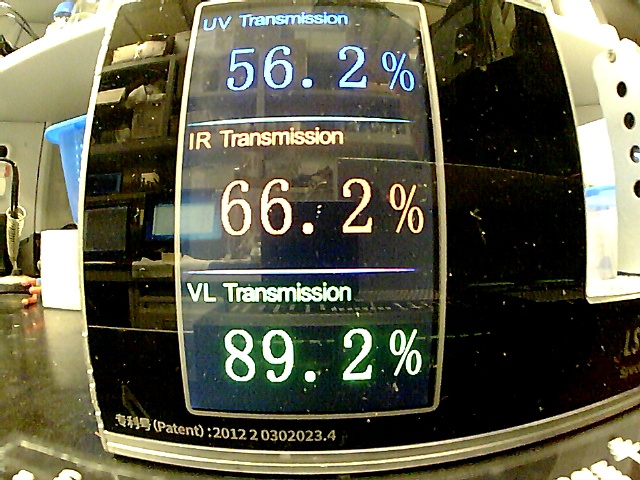 UV Transmission
56.2%
IR Transmission
66.2%
VL Transmission
89.2%
专利号(Patent):2012 2 0302023.4
LS